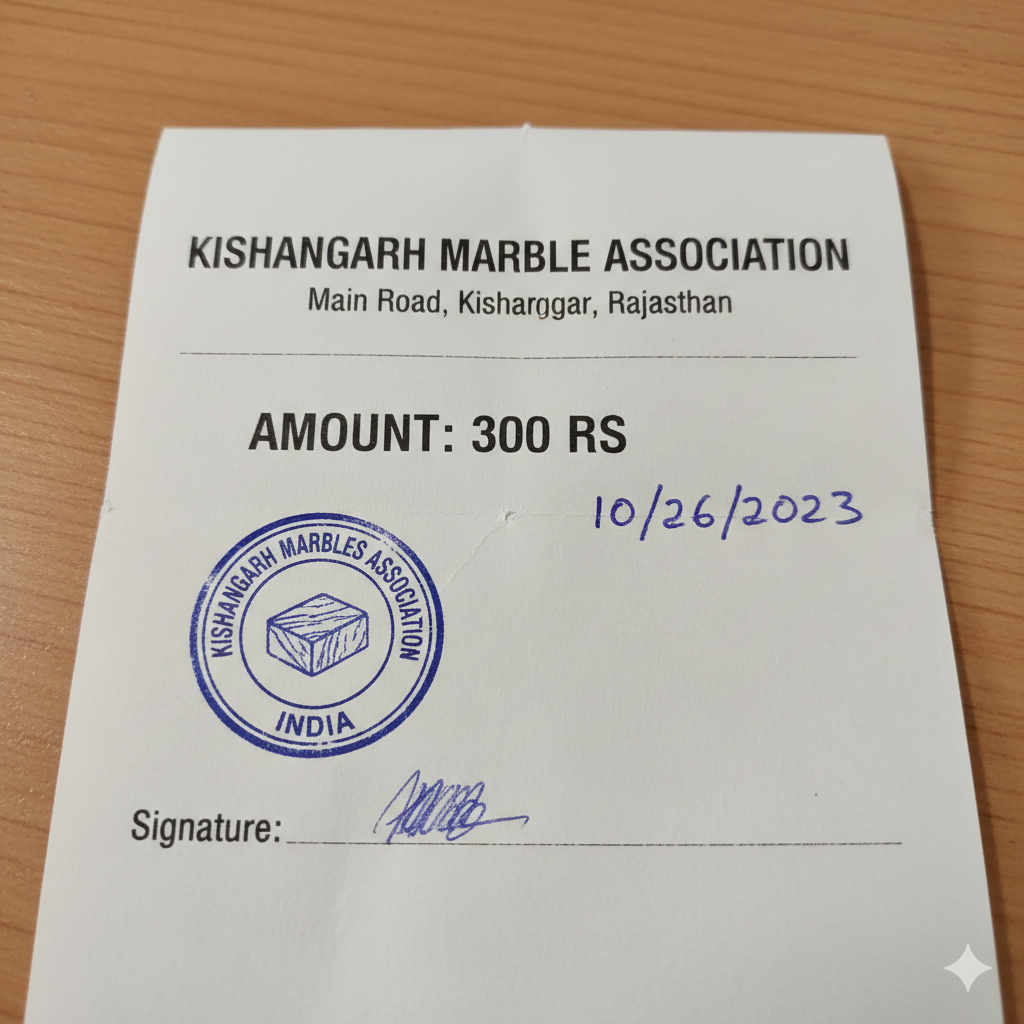 KISHANGARH MARBLE ASSOCIATION
Main Road, Kisharggar, Rajasthan
AMOUNT: 300 RS
10/26/2023
KISHANGARH MARBLES ASSOCIATION
INDIA
Signature: